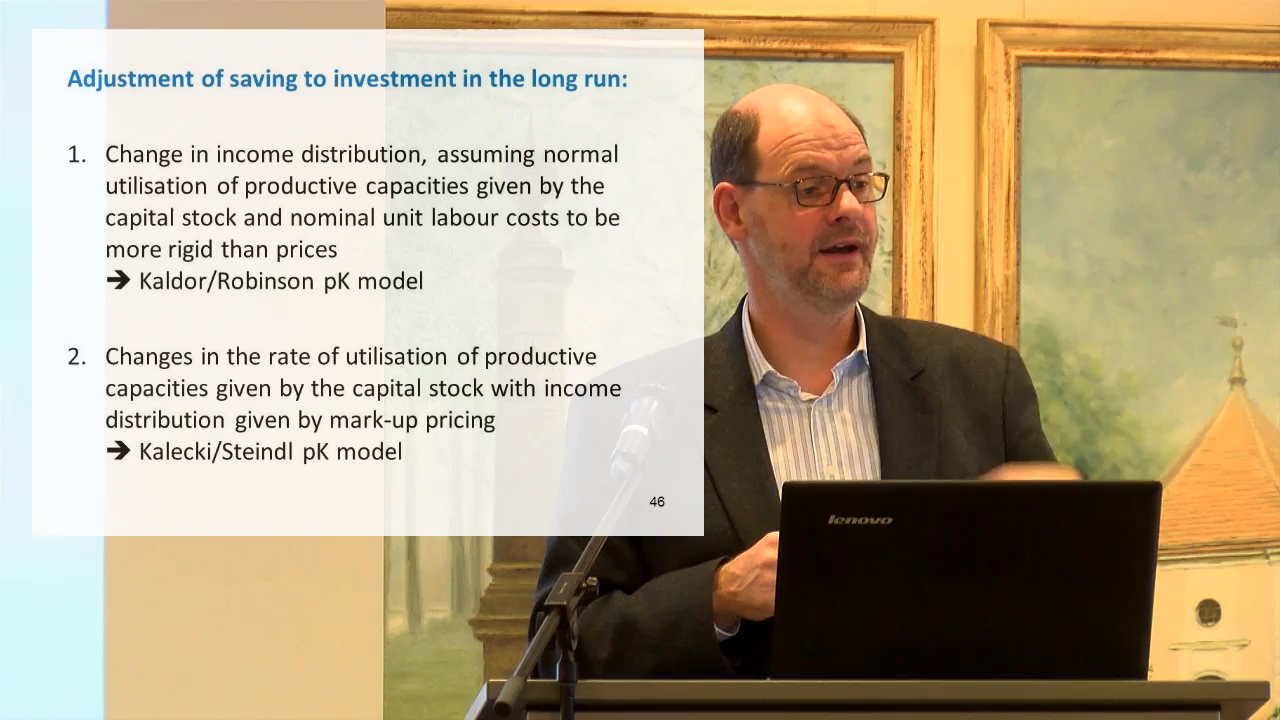 Adjustment of saving to investment in the long run:
1. Change in income distribution, assuming normal
utilisation of productive capacities given by the
capital stock and nominal unit labour costs to be
more rigid than prices
➔ Kaldor/Robinson pK model
2. Changes in the rate of utilisation of productive
capacities given by the capital stock with income
distribution given by mark-up pricing
➔ Kalecki/Steindl pK model
46
lenovo